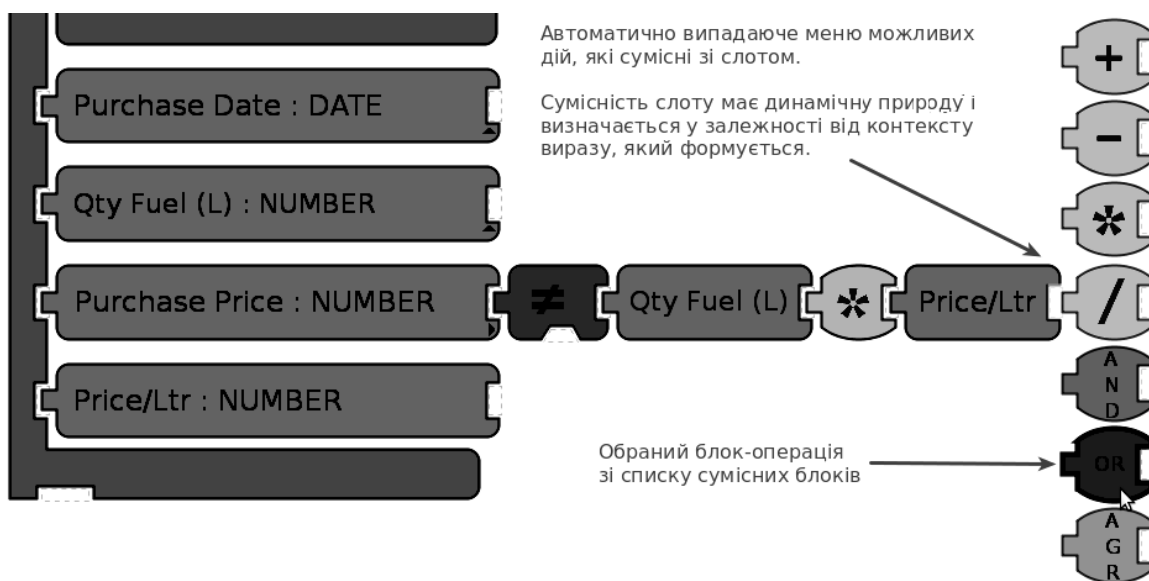 Автоматично випадаюче меню можливих
дій, які сумісні зі слотом.
Сумісність слоту має динамічну природу і
визначається у залежності від контексту
виразу, який формується.
Purchase Date : DATE
Qty Fuel (L) : NUMBER
Purchase Price : NUMBER
≠
Qty Fuel (L)
*
Price/Ltr
Price/Ltr : NUMBER
+
-
*
/
A
N
D
OR
A
G
R
Обраний блок-операція
зі списку сумісних блоків